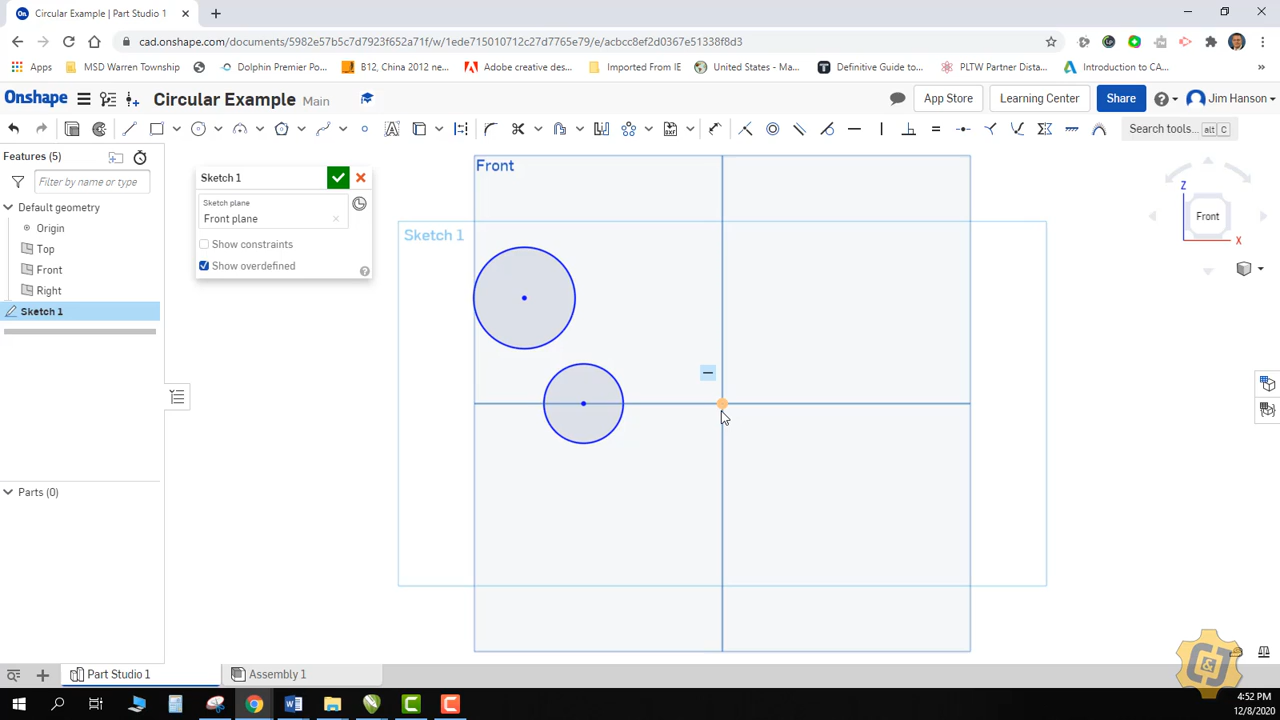 On Circular Example | Part Studio 1
cad.onshape.com/documents/5982e57b5c7d7923f652a71f/w/1ede715010712c27d7765e79/e/acbcc8ef2d0367e51338f8d3
Apps MSD Warren Township Dolphin Premier Po... B12, China 2012 ne... Adobe creative des... Imported From IE United States - Ma... T Definitive Guide to... PLTW Partner Distan... Introduction to CA...
Onshape Circular Example Main App Store Learning Center Share Jim Hanson
Search tools... alt C
Features (5)
Filter by name or type
Default geometry
Origin
Top
Front
Right
Sketch 1
Parts (0)
Sketch 1
Sketch plane
Front plane
Show constraints
Show overdefined
Front
Sketch 1
Z
Front
X
Part Studio 1 Assembly 1
C&J
4:52 PM
12/8/2020